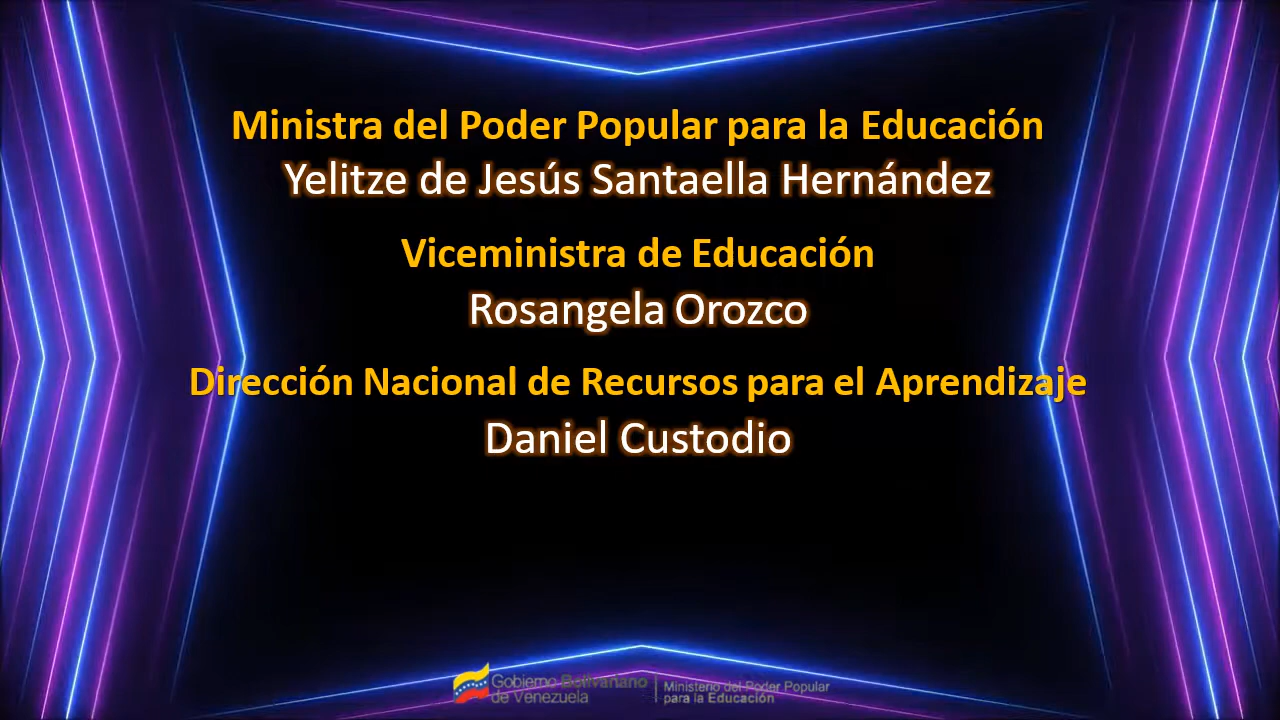 Ministra del Poder Popular para la Educación
Yelitze de Jesús Santaella Hernández
Viceministra de Educación
Rosangela Orozco
Dirección Nacional de Recursos para el Aprendizaje
Daniel Custodio
Gobierno Bolivariano
de Venezuela
Ministerio del Poder Popular
para la Educación